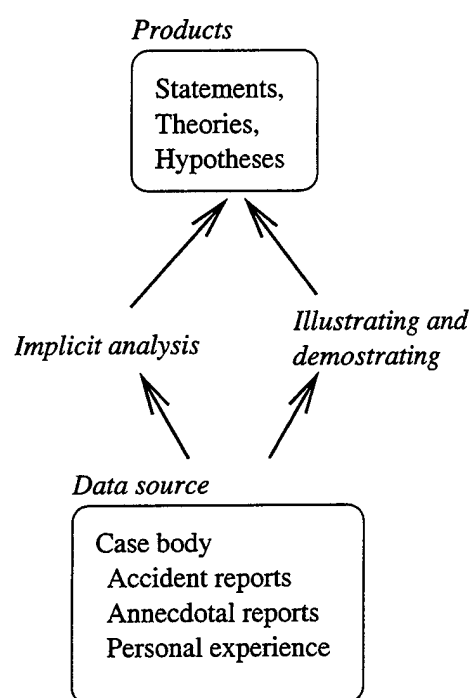 Products
Statements,
Theories,
Hypotheses
Implicit analysis
Illustrating and
demostrating
Data source
Case body
Accident reports
Annecdotal reports
Personal experience